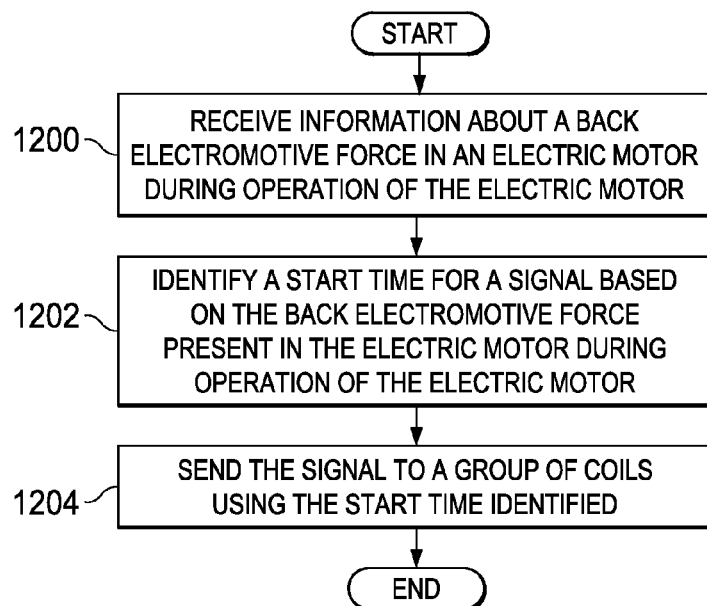 START
1200
RECEIVE INFORMATION ABOUT A BACK
ELECTROMOTIVE FORCE IN AN ELECTRIC MOTOR
DURING OPERATION OF THE ELECTRIC MOTOR
1202
IDENTIFY A START TIME FOR A SIGNAL BASED
ON THE BACK ELECTROMOTIVE FORCE
PRESENT IN THE ELECTRIC MOTOR DURING
OPERATION OF THE ELECTRIC MOTOR
1204
SEND THE SIGNAL TO A GROUP OF COILS
USING THE START TIME IDENTIFIED
END